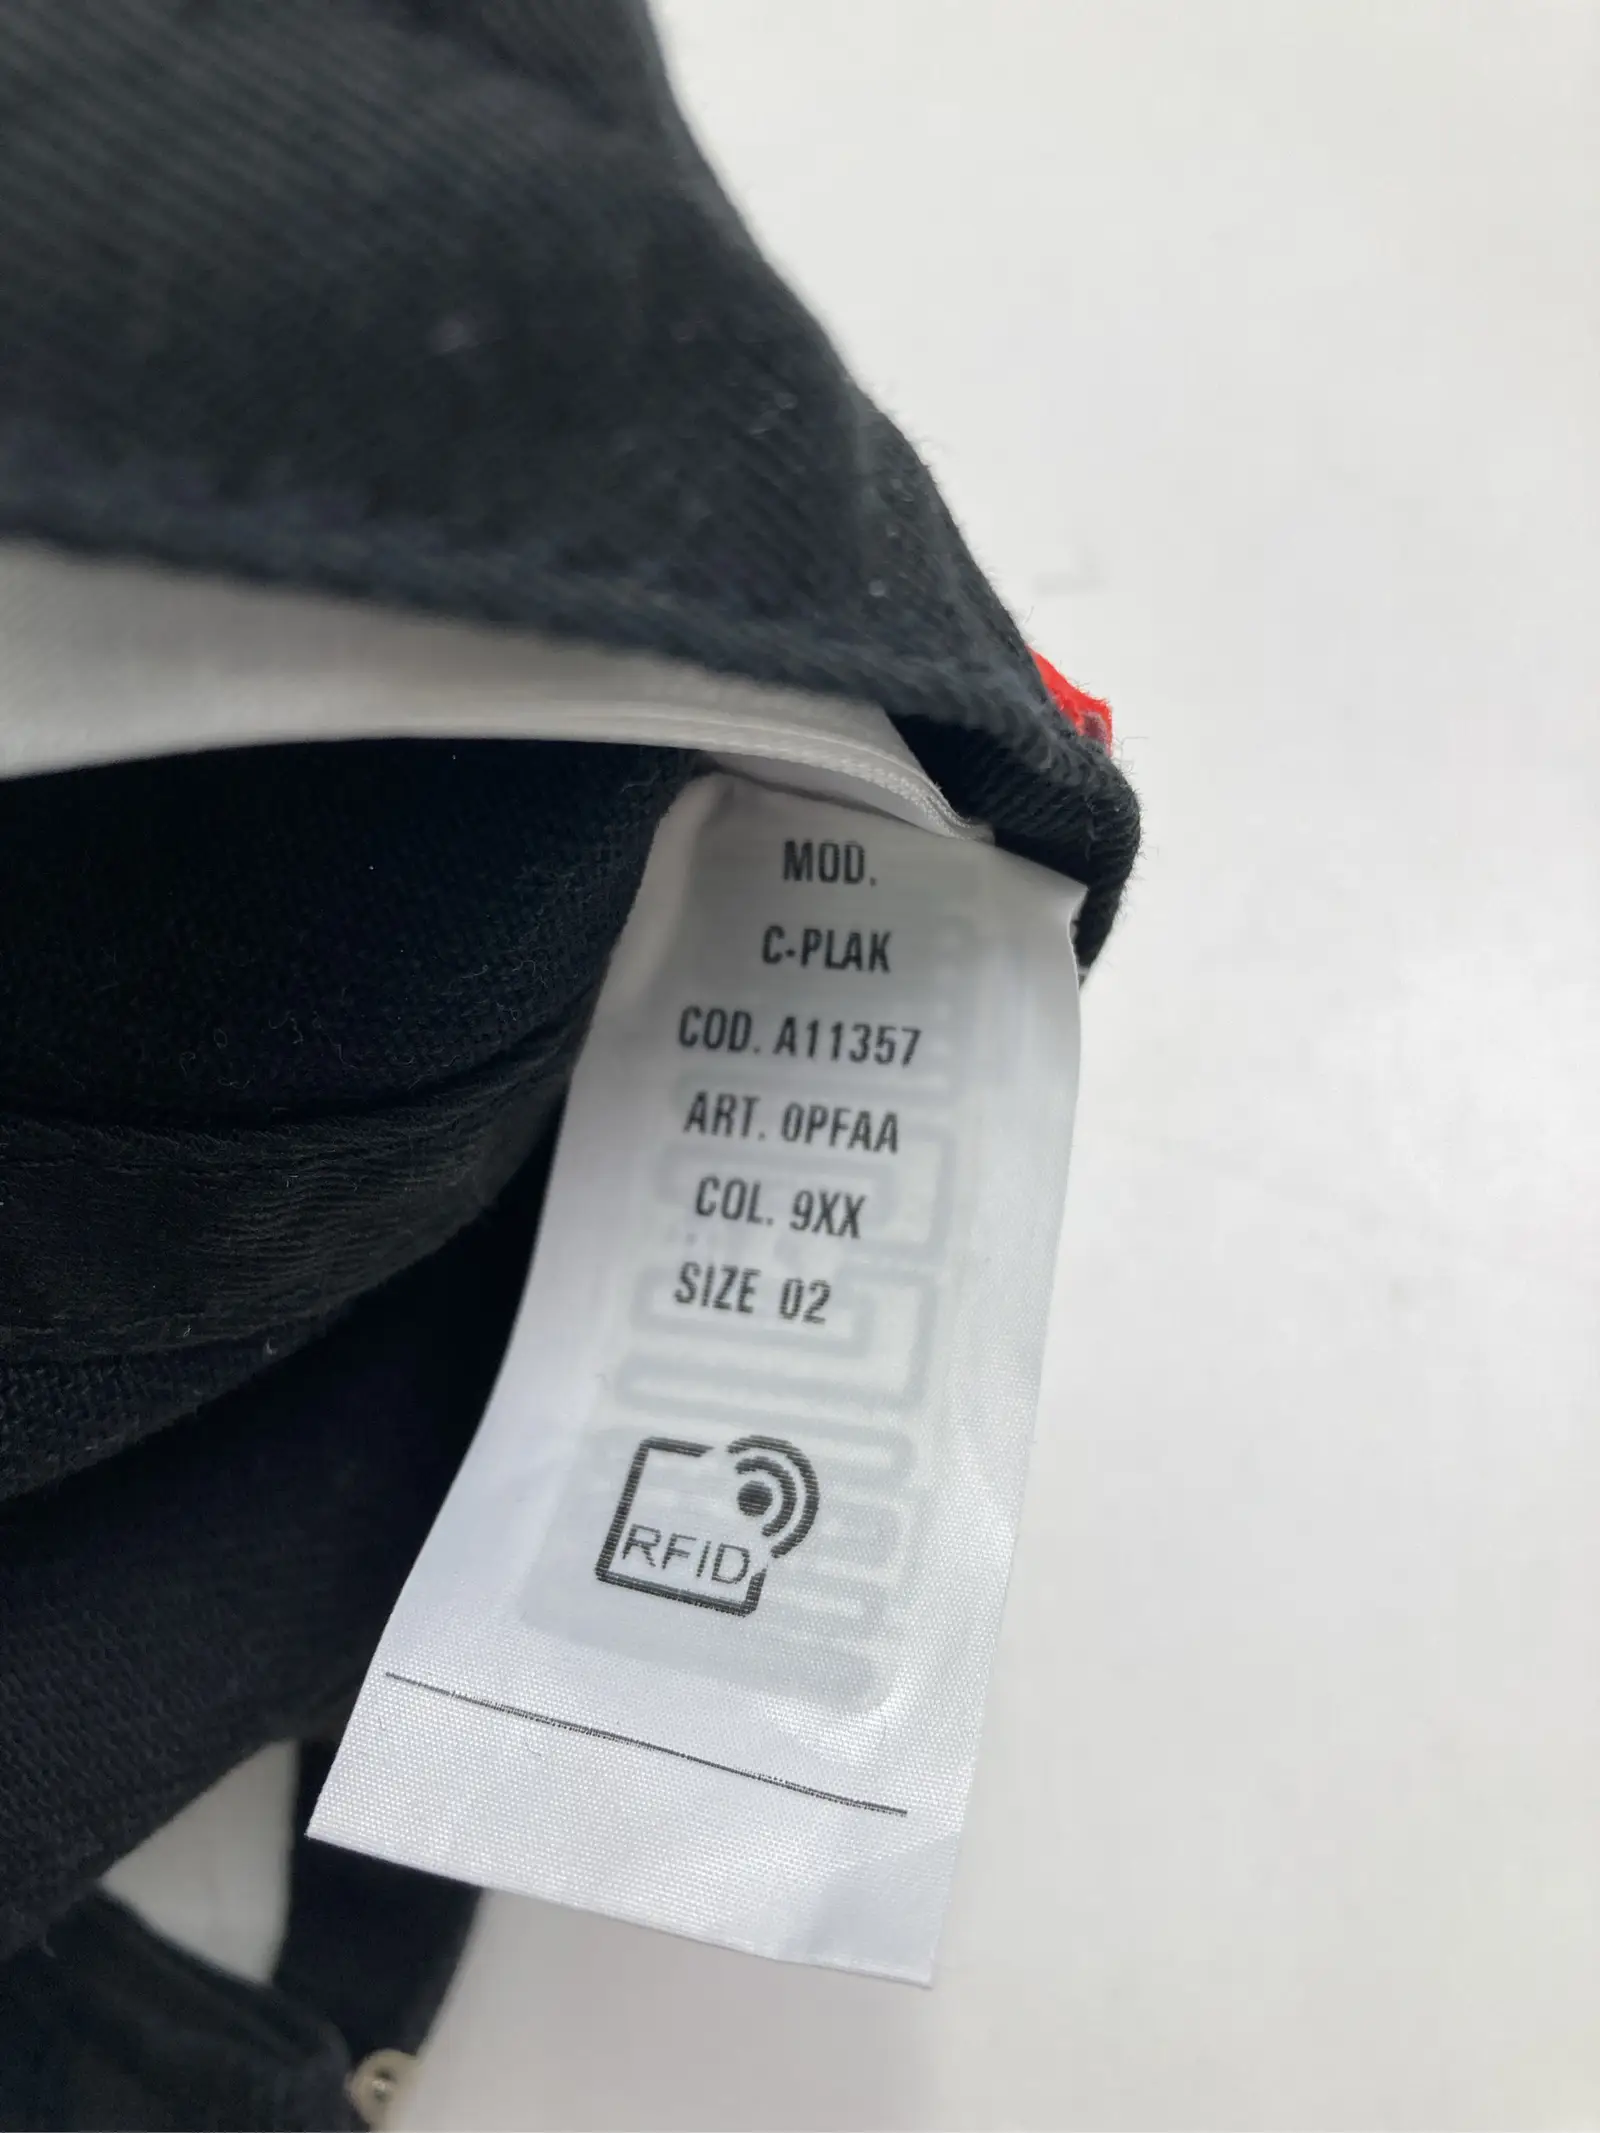 MOD.
C-PLAK
COD. A11357
ART. 0PFAA
COL. 9XX
SIZE 02
RFID